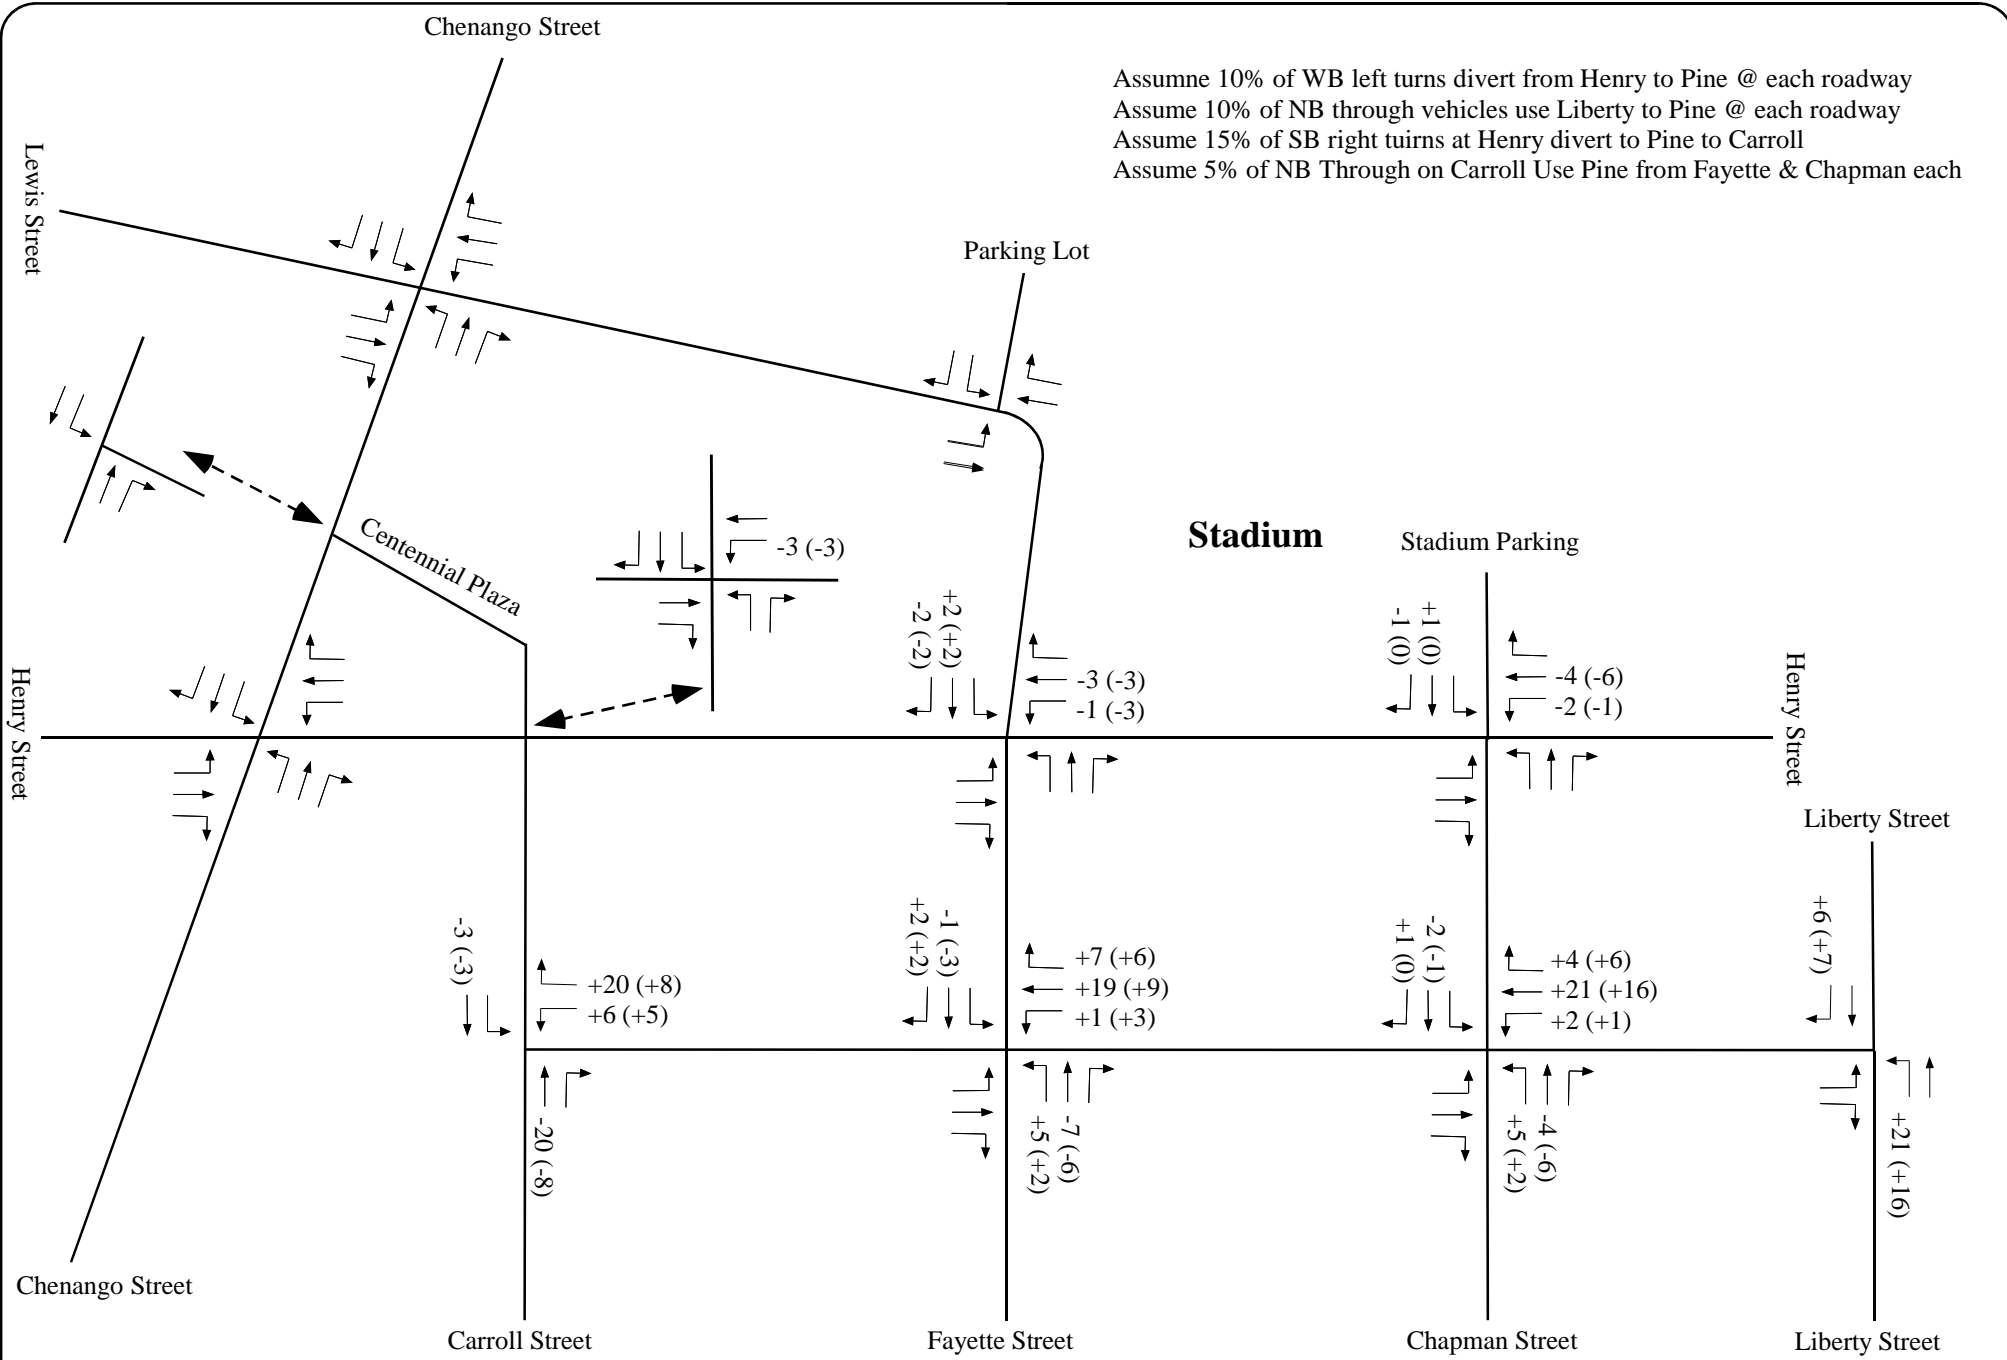 Chenango Street
Assumne 10% of WB left turns divert from Henry to Pine @ each roadway
Assume 10% of NB through vehicles use Liberty to Pine @ each roadway
Assume 15% of SB right tuirns at Henry divert to Pine to Carroll
Assume 5% of NB Through on Carroll Use Pine from Fayette & Chapman each
Lewis Street
Parking Lot
Centennial Plaza
-3 (-3)
Stadium
Stadium Parking
-2 (-2)
+2 (+2)
-3 (-3)
-1 (-3)
-1 (0)
+1 (0)
-4 (-6)
-2 (-1)
Henry Street
Henry Street
Liberty Street
-3 (-3)
+20 (+8)
+6 (+5)
+2 (+2)
-1 (-3)
+7 (+6)
+19 (+9)
+1 (+3)
+1 (0)
-2 (-1)
+4 (+6)
+21 (+16)
+2 (+1)
+6 (+7)
-20 (-8)
+5 (+2)
-7 (-6)
+5 (+2)
-4 (-6)
+21 (+16)
Chenango Street
Carroll Street
Fayette Street
Chapman Street
Liberty Street